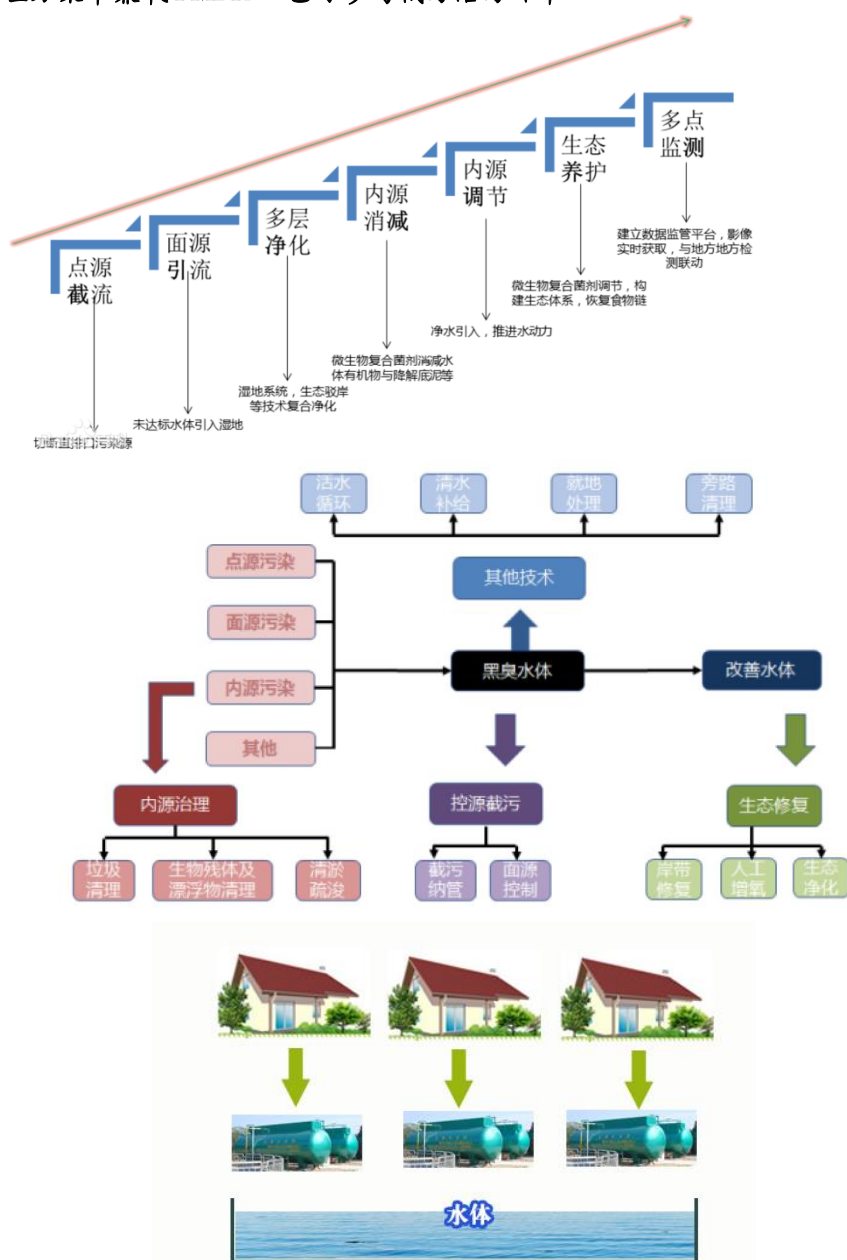 点源
截流
面源
引流
多层
净化
内源
消减
内源
调节
生态
养护
多点
监测
切断直排口污染源
未达标水体引入湿地
湿地系统，生态驳岸
等技术复合净化
微生物复合菌剂消减水
体有机物与降解底泥等
净水引入，推进水动力
微生物复合菌剂调节，构
建生态体系，恢复食物链
建立数据监管平台，影像
实时获取，与地方地方检
测联动
活水
循环
清水
补给
就地
处理
旁路
清理
点源污染
面源污染
内源污染
其他
其他技术
黑臭水体
改善水体
内源治理
控源截污
生态修复
垃圾
清理
生物残体及
漂浮物清理
清淤
疏浚
截污
纳管
面源
控制
岸带
修复
人工
增氧
生态
净化
水体